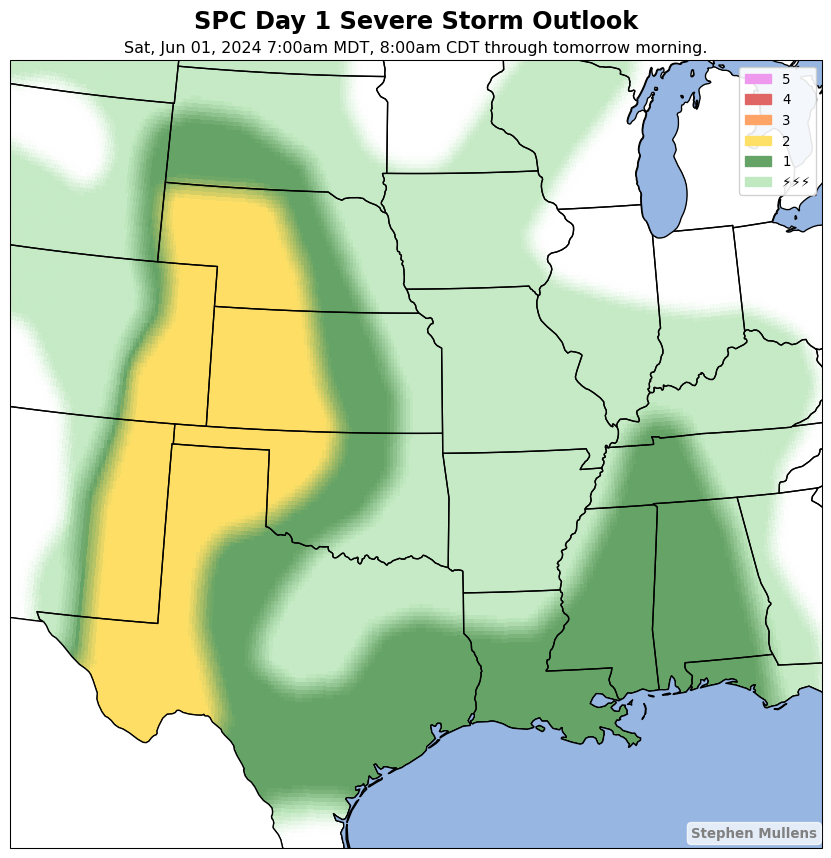 SPC Day 1 Severe Storm Outlook
Sat, Jun 01, 2024 7:00am MDT, 8:00am CDT through tomorrow morning.
5
4
3
2
1
⚡⚡⚡
Stephen Mullens